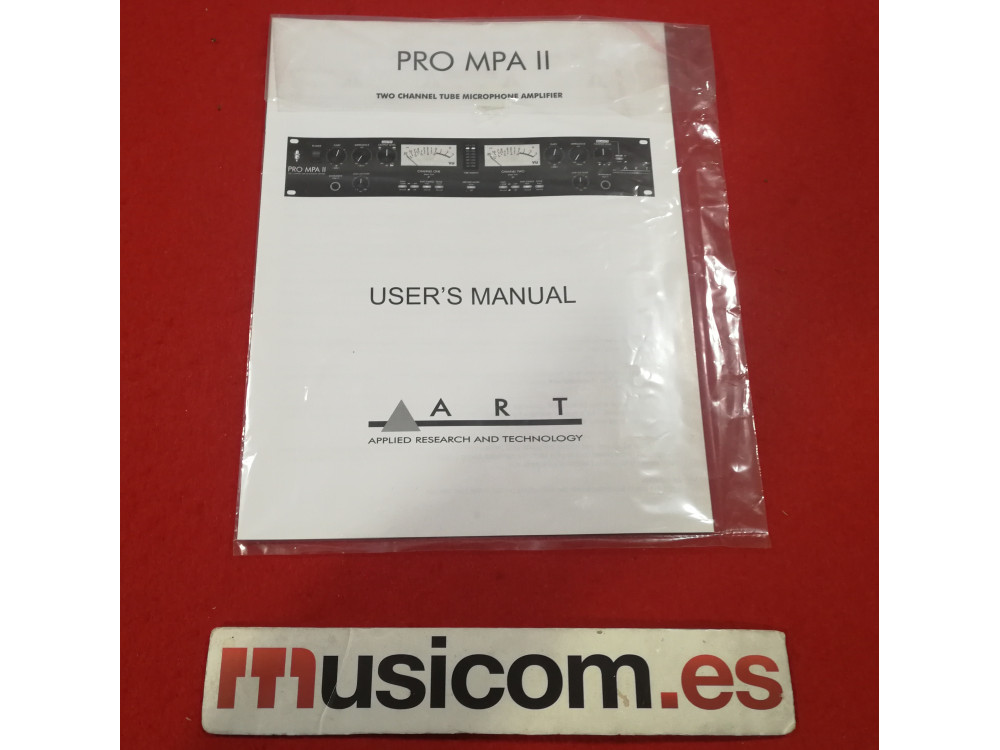 PRO MPA II
TWO CHANNEL TUBE MICROPHONE AMPLIFIER
PRO MPA II
USER'S MANUAL
ART
APPLIED RESEARCH AND TECHNOLOGY
musicom.es